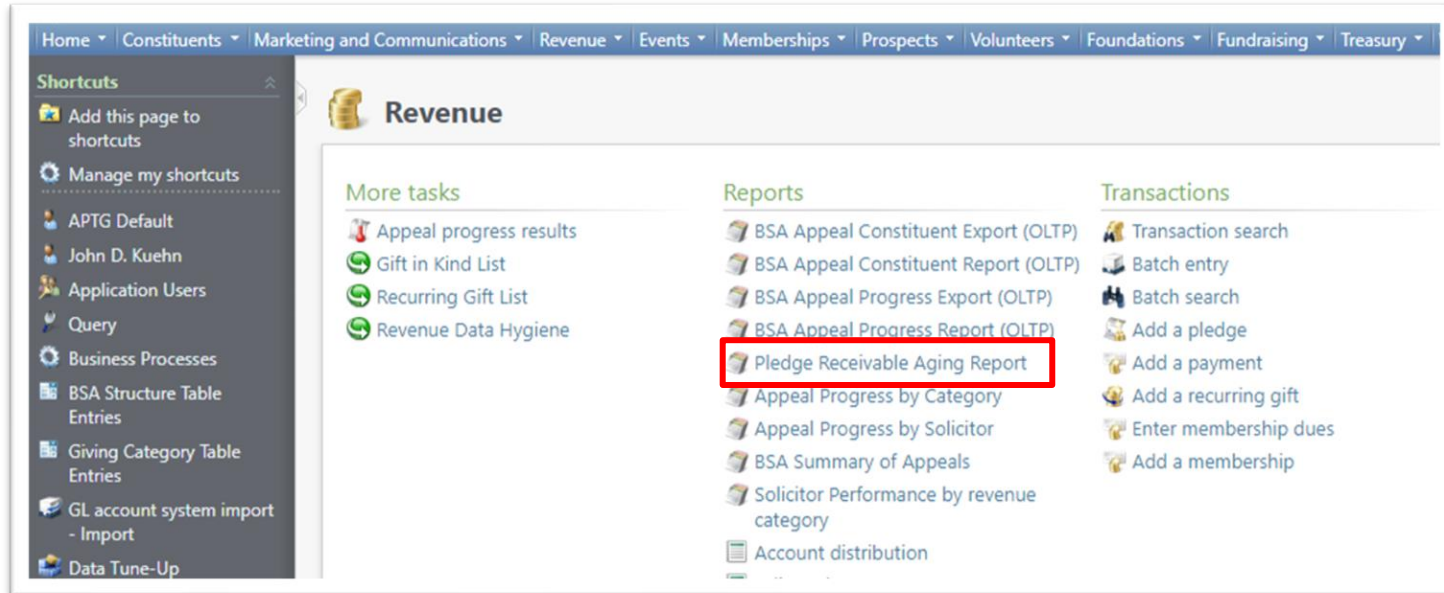 Home Constituents Marketing and Communications Revenue Events Memberships Prospects Volunteers Foundations Fundraising Treasury
Shortcuts
Add this page to
shortcuts
Manage my shortcuts
APTG Default
John D. Kuehn
Application Users
Query
Business Processes
BSA Structure Table
Entries
Giving Category Table
Entries
GL account system import
- Import
Data Tune-Up
Revenue
More tasks
Appeal progress results
Gift in Kind List
Recurring Gift List
Revenue Data Hygiene
Reports
BSA Appeal Constituent Export (OLTP)
BSA Appeal Constituent Report (OLTP)
BSA Appeal Progress Export (OLTP)
BSA Appeal Progress Report (OLTP)
Pledge Receivable Aging Report
Appeal Progress by Category
Appeal Progress by Solicitor
BSA Summary of Appeals
Solicitor Performance by revenue
category
Account distribution
Transactions
Transaction search
Batch entry
Batch search
Add a pledge
Add a payment
Add a recurring gift
Enter membership dues
Add a membership